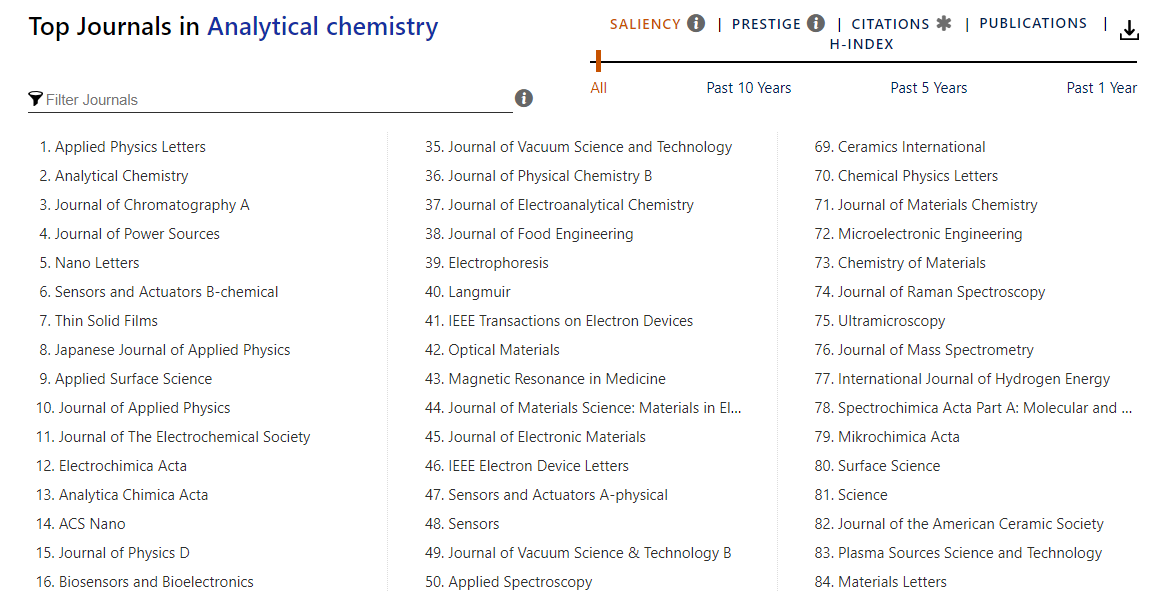 Top Journals in Analytical chemistry
SALIENCY | PRESTIGE | CITATIONS | PUBLICATIONS |
H-INDEX
Filter Journals
All
Past 10 Years
Past 5 Years
Past 1 Year
1. Applied Physics Letters
2. Analytical Chemistry
3. Journal of Chromatography A
4. Journal of Power Sources
5. Nano Letters
6. Sensors and Actuators B-chemical
7. Thin Solid Films
8. Japanese Journal of Applied Physics
9. Applied Surface Science
10. Journal of Applied Physics
11. Journal of The Electrochemical Society
12. Electrochimica Acta
13. Analytica Chimica Acta
14. ACS Nano
15. Journal of Physics D
16. Biosensors and Bioelectronics
35. Journal of Vacuum Science and Technology
36. Journal of Physical Chemistry B
37. Journal of Electroanalytical Chemistry
38. Journal of Food Engineering
39. Electrophoresis
40. Langmuir
41. IEEE Transactions on Electron Devices
42. Optical Materials
43. Magnetic Resonance in Medicine
44. Journal of Materials Science: Materials in El...
45. Journal of Electronic Materials
46. IEEE Electron Device Letters
47. Sensors and Actuators A-physical
48. Sensors
49. Journal of Vacuum Science & Technology B
50. Applied Spectroscopy
69. Ceramics International
70. Chemical Physics Letters
71. Journal of Materials Chemistry
72. Microelectronic Engineering
73. Chemistry of Materials
74. Journal of Raman Spectroscopy
75. Ultramicroscopy
76. Journal of Mass Spectrometry
77. International Journal of Hydrogen Energy
78. Spectrochimica Acta Part A: Molecular and ...
79. Mikrochimica Acta
80. Surface Science
81. Science
82. Journal of the American Ceramic Society
83. Plasma Sources Science and Technology
84. Materials Letters